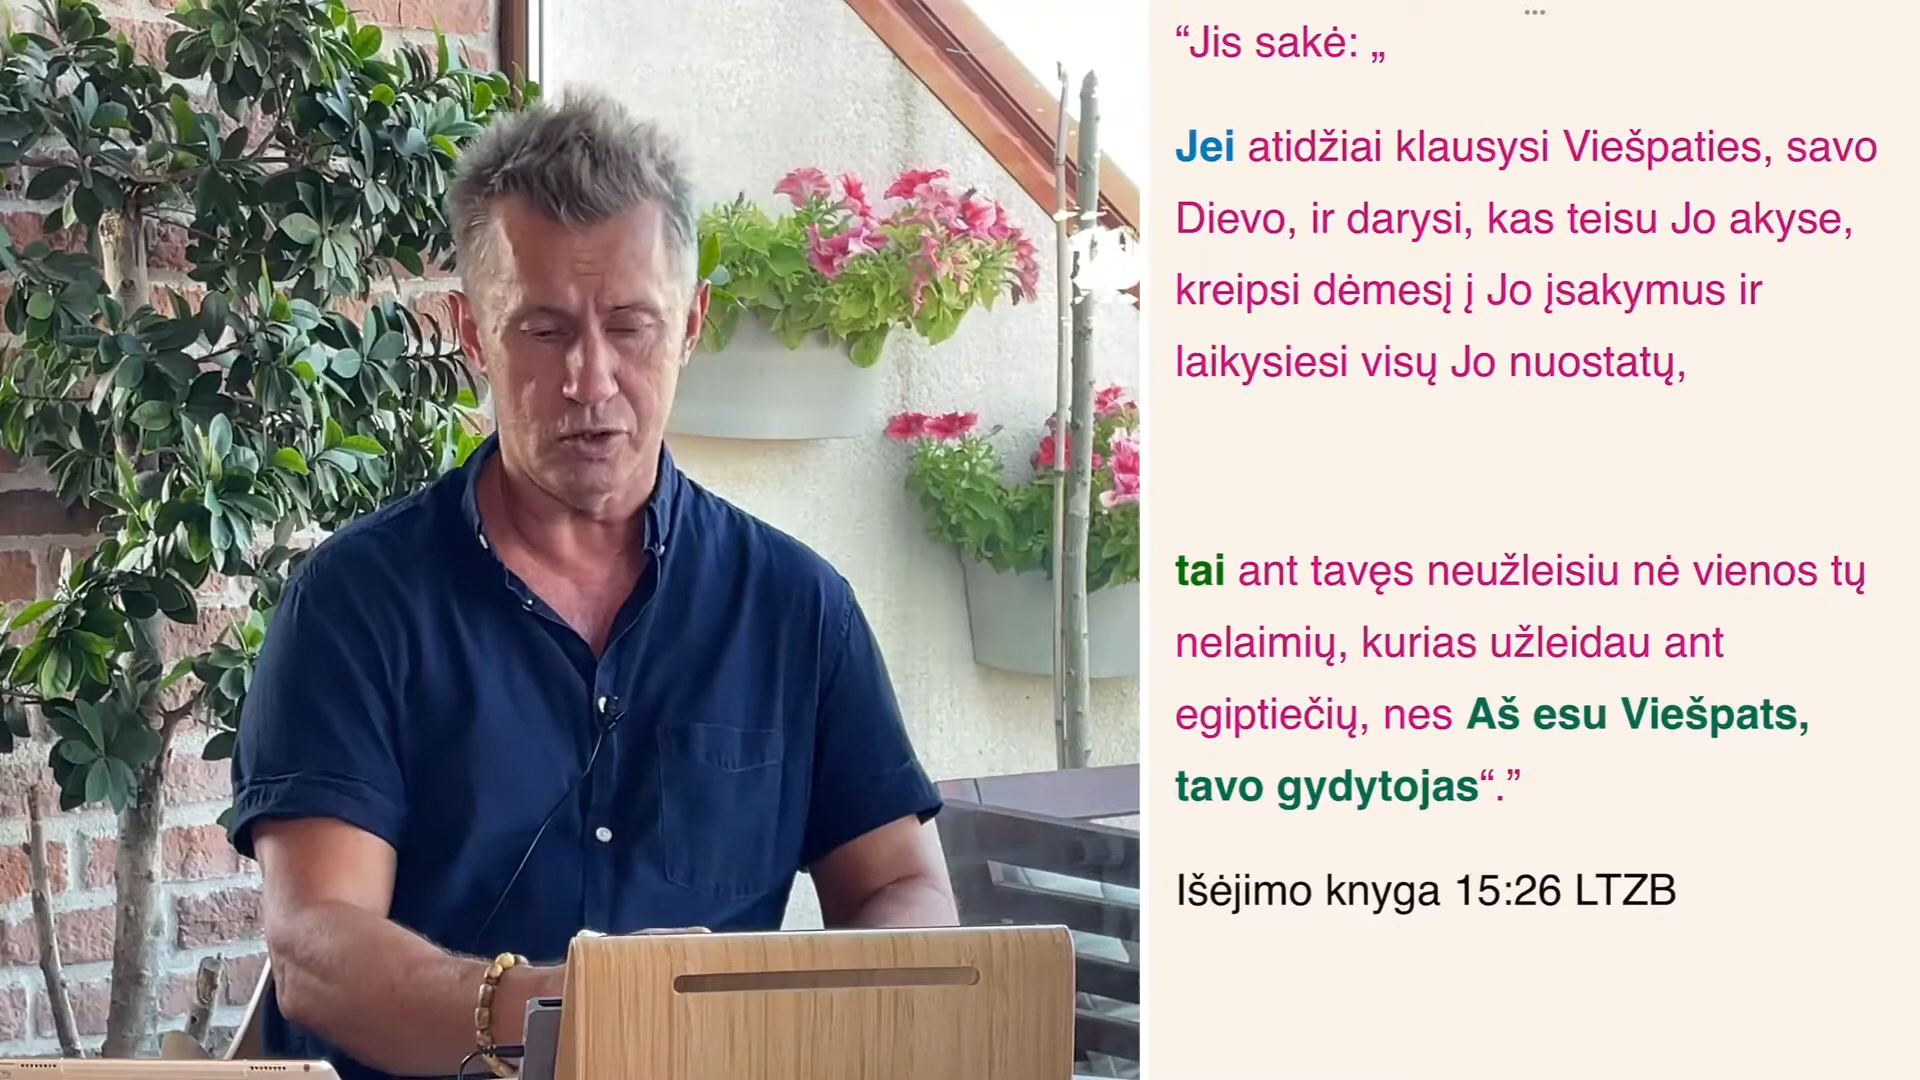 “Jis sakė: „
Jei atidžiai klausysi Viešpaties, savo
Dievo, ir darysi, kas teisu Jo akyse,
kreipsi dėmesį į Jo įsakymus ir
laikysiesi visų Jo nuostatų,
tai ant tavęs neužleisiu nė vienos tų
nelaimių, kurias užleidau ant
egiptiečių, nes Aš esu Viešpats,
tavo gydytojas“.”
Išėjimo knyga 15:26 LTZB